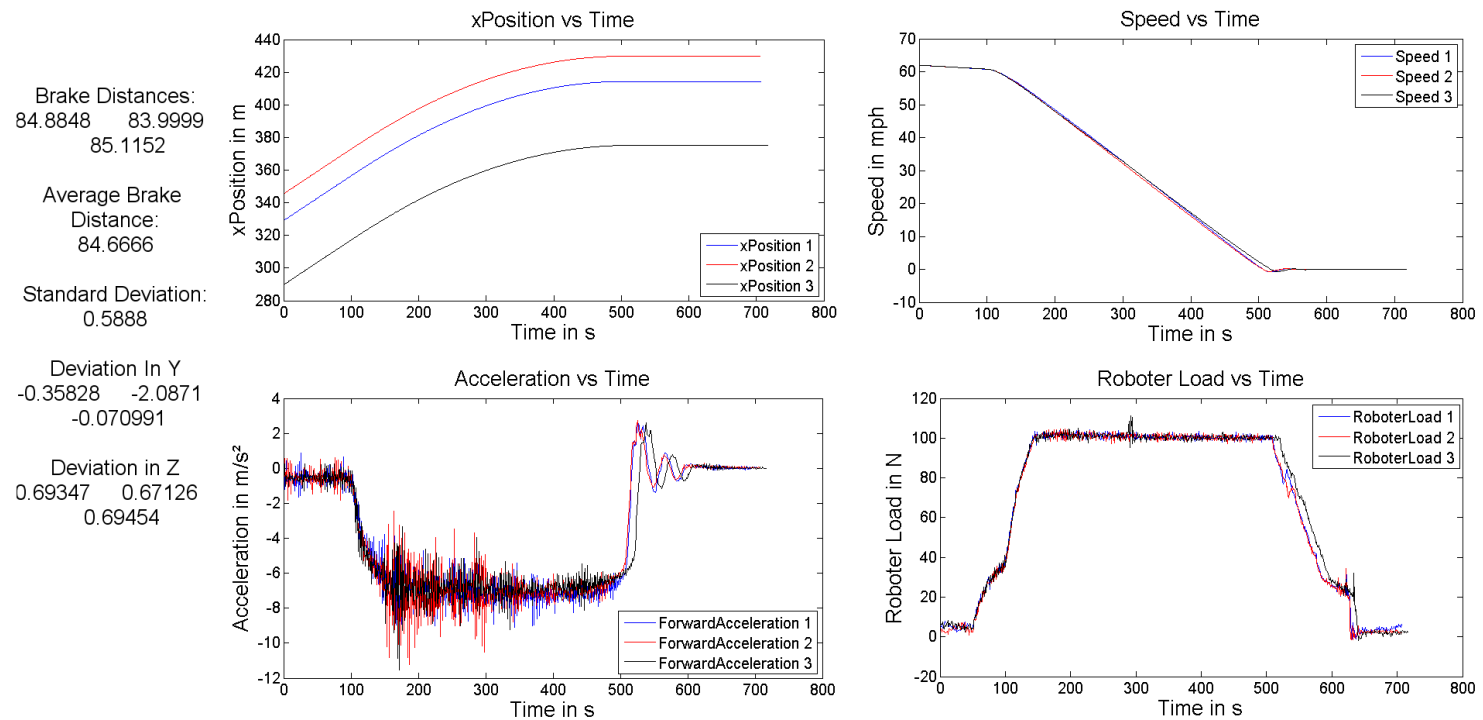 Brake Distances:
84.8848 83.9999
85.1152
Average Brake
Distance:
84.6666
Standard Deviation:
0.5888
Deviation In Y
-0.35828 -2.0871
-0.070991
Deviation in Z
0.69347 0.67126
0.69454
xPosition vs Time
xPosition in m
440
420
400
380
360
340
320
300
280
xPosition 1
xPosition 2
xPosition 3
0 100 200 300 400 500 600 700 800
Time in s
Speed vs Time
Speed in mph
70
60
50
40
30
20
10
0
-10
Speed 1
Speed 2
Speed 3
0 100 200 300 400 500 600 700 800
Time in s
Acceleration vs Time
Acceleration in m/s²
4
2
0
-2
-4
-6
-8
-10
-12
ForwardAcceleration 1
ForwardAcceleration 2
ForwardAcceleration 3
0 100 200 300 400 500 600 700 800
Time in s
Roboter Load vs Time
Roboter Load in N
120
100
80
60
40
20
0
-20
RoboterLoad 1
RoboterLoad 2
RoboterLoad 3
0 100 200 300 400 500 600 700 800
Time in s